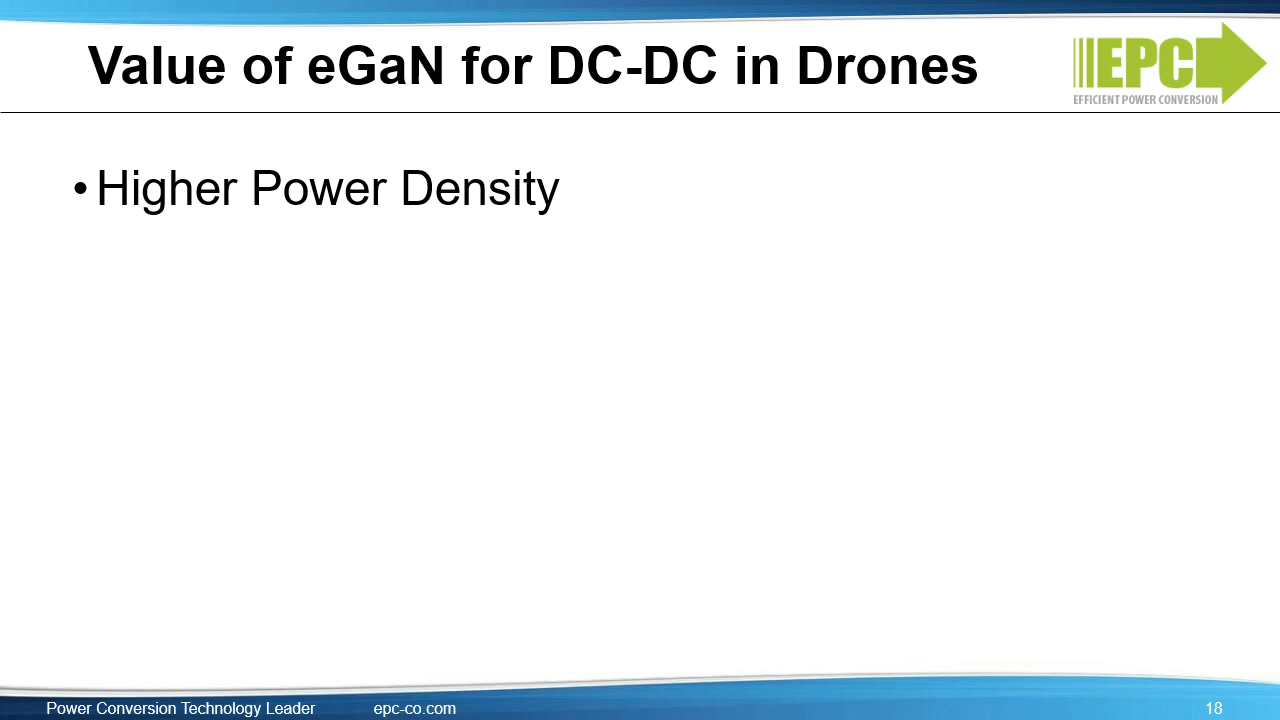 Value of eGaN for DC-DC in Drones
EPC
EFFICIENT POWER CONVERSION
• Higher Power Density
Power Conversion Technology Leader epc-co.com 18